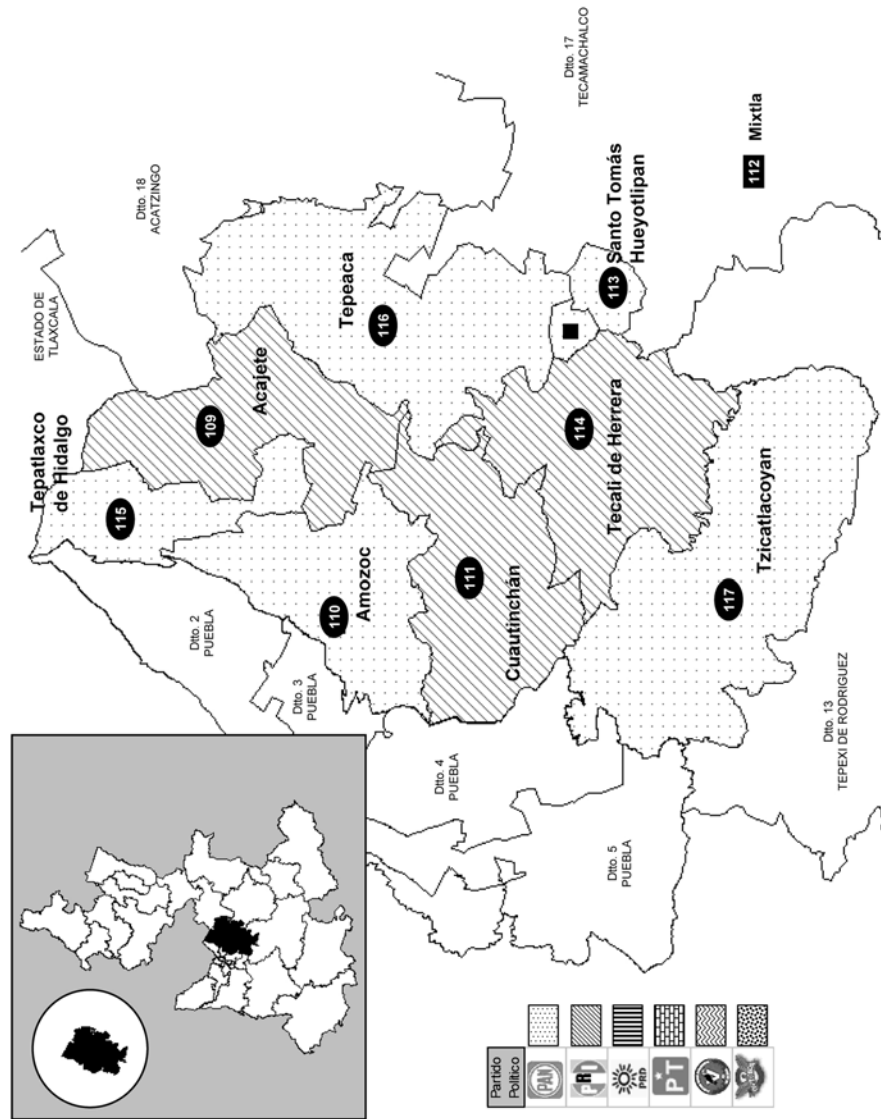 ESTADO DE
TLAXCALA
Dtto. 18
ACATZINGO
Dtto. 17
TECAMACHALCO
Tepatlaxco
de Hidalgo
115
109
Acajete
116
Tepeaca
113
Santo Tomás
Hueyotlipan
112
Mixtla
Dtto. 2
PUEBLA
Dtto. 3
PUEBLA
110
Amozoc
111
Cuautinchán
114
Tecali de Herrera
117
Tzicatlacoyan
Dtto. 4
PUEBLA
Dtto. 5
PUEBLA
Dtto. 13
TEPEXI DE RODRIGUEZ
Partido
Político
PAN
PRD
PRD
PT